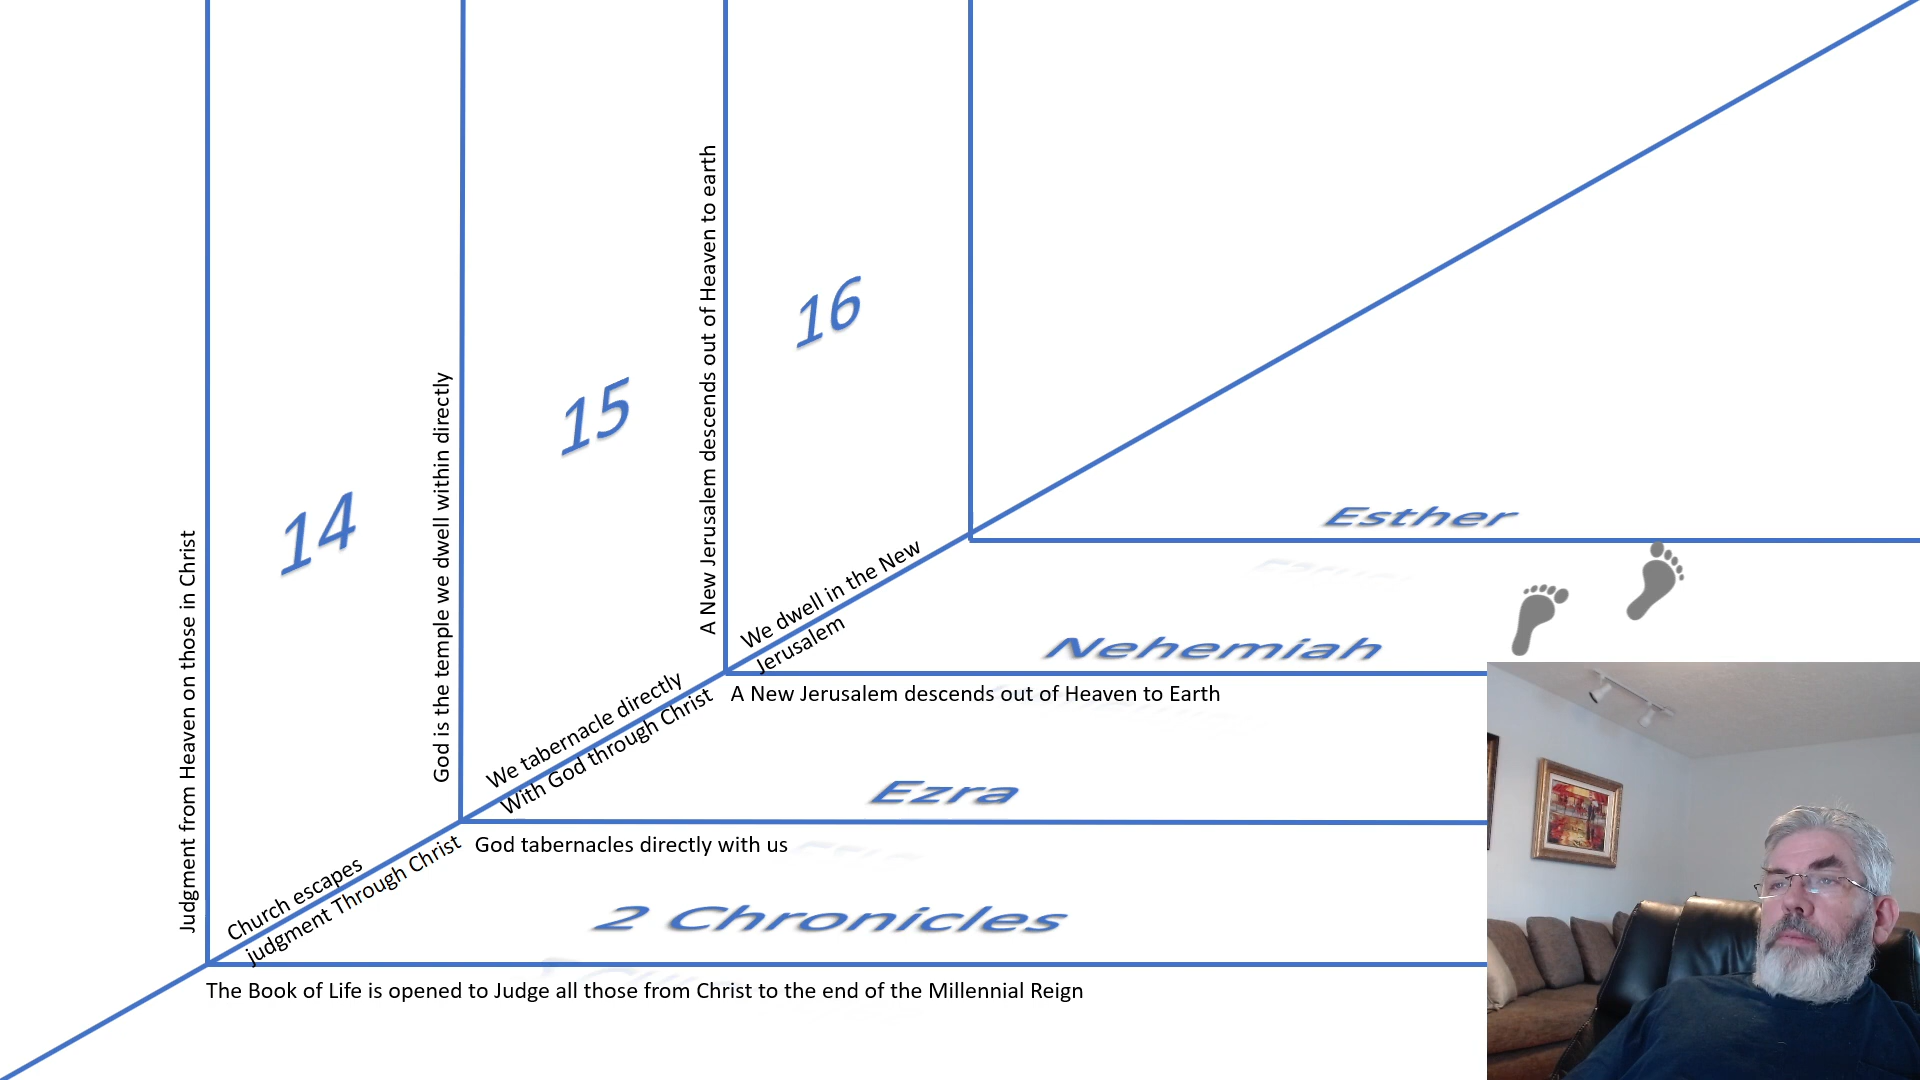 Judgment from Heaven on those in Christ
14
God is the temple we dwell within directly
15
A New Jerusalem descends out of Heaven to earth
16
Esther
We dwell in the New
Jerusalem
Nehemiah
A New Jerusalem descends out of Heaven to Earth
We tabernacle directly
With God through Christ
Ezra
God tabernacles directly with us
Church escapes
judgment Through Christ
2 Chronicles
The Book of Life is opened to Judge all those from Christ to the end of the Millennial Reign